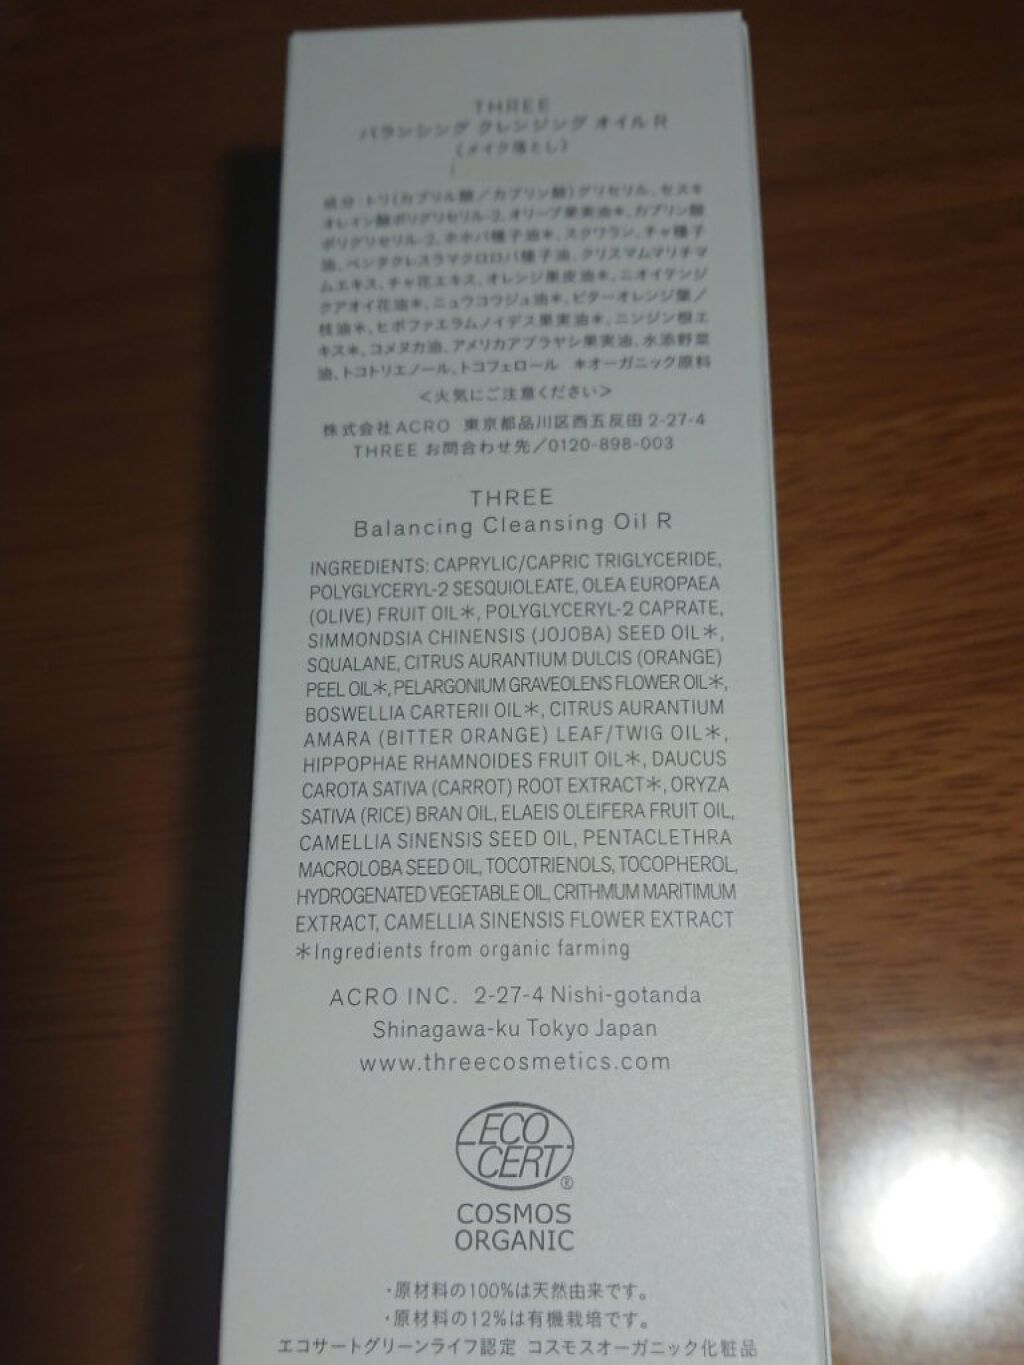 THREE
バランシング クレンジング オイル R
(メイク落とし)
成分:トリ(カプリル酸/カプリン酸)グリセリル、セスキ
オレイン酸ポリグリセリル-2、オリーブ果実油*、カプリン酸
ポリグリセリル-2、ホホバ種子油*、スクワラン、チャ種子
油、ペンタクレスラマクロロバ種子油、クリスマムマリチマ
ムエキス、チャ花エキス、オレンジ果皮油*、ニオイテンジ
クアオイ花油*、ニュウコウジュ油*、ビターオレンジ葉/
枝油*、ヒポファエラムノイデス果実油*、ニンジン根エ
キス*、コメヌカ油、アメリカアブラヤシ果実油、水添野菜
油、トコトリエノール、トコフェロール *オーガニック原料
<火気にご注意ください>
株式会社ACRO 東京都品川区西五反田 2-27-4
THREE お問合わせ先/0120-898-003
THREE
Balancing Cleansing Oil R
INGREDIENTS: CAPRYLIC/CAPRIC TRIGLYCERIDE,
POLYGLYCERYL-2 SESQUIOLEATE, OLEA EUROPAEA
(OLIVE) FRUIT OIL*, POLYGLYCERYL-2 CAPRATE,
SIMMONDSIA CHINENSIS (JOJOBA) SEED OIL*,
SQUALANE, CITRUS AURANTIUM DULCIS (ORANGE)
PEEL OIL*, PELARGONIUM GRAVEOLENS FLOWER OIL*,
BOSWELLIA CARTERII OIL*, CITRUS AURANTIUM
AMARA (BITTER ORANGE) LEAF/TWIG OIL*,
HIPPOPHAE RHAMNOIDES FRUIT OIL*, DAUCUS
CAROTA SATIVA (CARROT) ROOT EXTRACT*, ORYZA
SATIVA (RICE) BRAN OIL, ELAEIS OLEIFERA FRUIT OIL,
CAMELLIA SINENSIS SEED OIL, PENTACLETHRA
MACROLOBA SEED OIL, TOCOTRIENOLS, TOCOPHEROL,
HYDROGENATED VEGETABLE OIL, CRITHMUM MARITIMUM
EXTRACT, CAMELLIA SINENSIS FLOWER EXTRACT
*Ingredients from organic farming
ACRO INC. 2-27-4 Nishi-gotanda
Shinagawa-ku Tokyo Japan
www.threecosmetics.com
ECO
CERT®
COSMOS
ORGANIC
・原材料の100%は天然由来です。
・原材料の12%は有機栽培です。
エコサートグリーンライフ認定 コスモスオーガニック化粧品